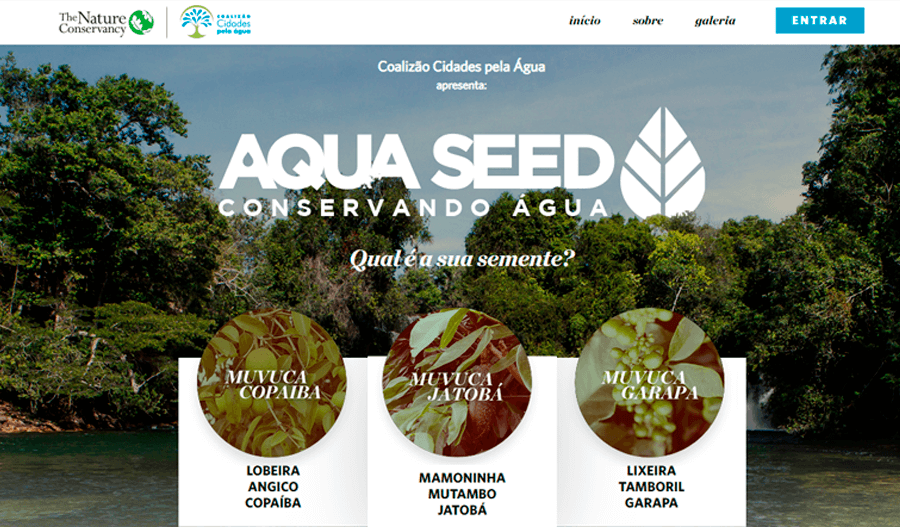 The Nature
Conservancy
COALIZÃO
Cidades
pela água
início sobre galeria ENTRAR
Coalizão Cidades pela Água
apresenta:
AQUA SEED
CONSERVANDO ÁGUA
Qual é a sua semente?
MUVUCA
COPAIBA
MUVUCA
JATOBÁ
MUVUCA
GARAPA
LOBEIRA
ANGICO
COPAÍBA
MAMONINHA
MUTAMBO
JATOBÁ
LIXEIRA
TAMBORIL
GARAPA